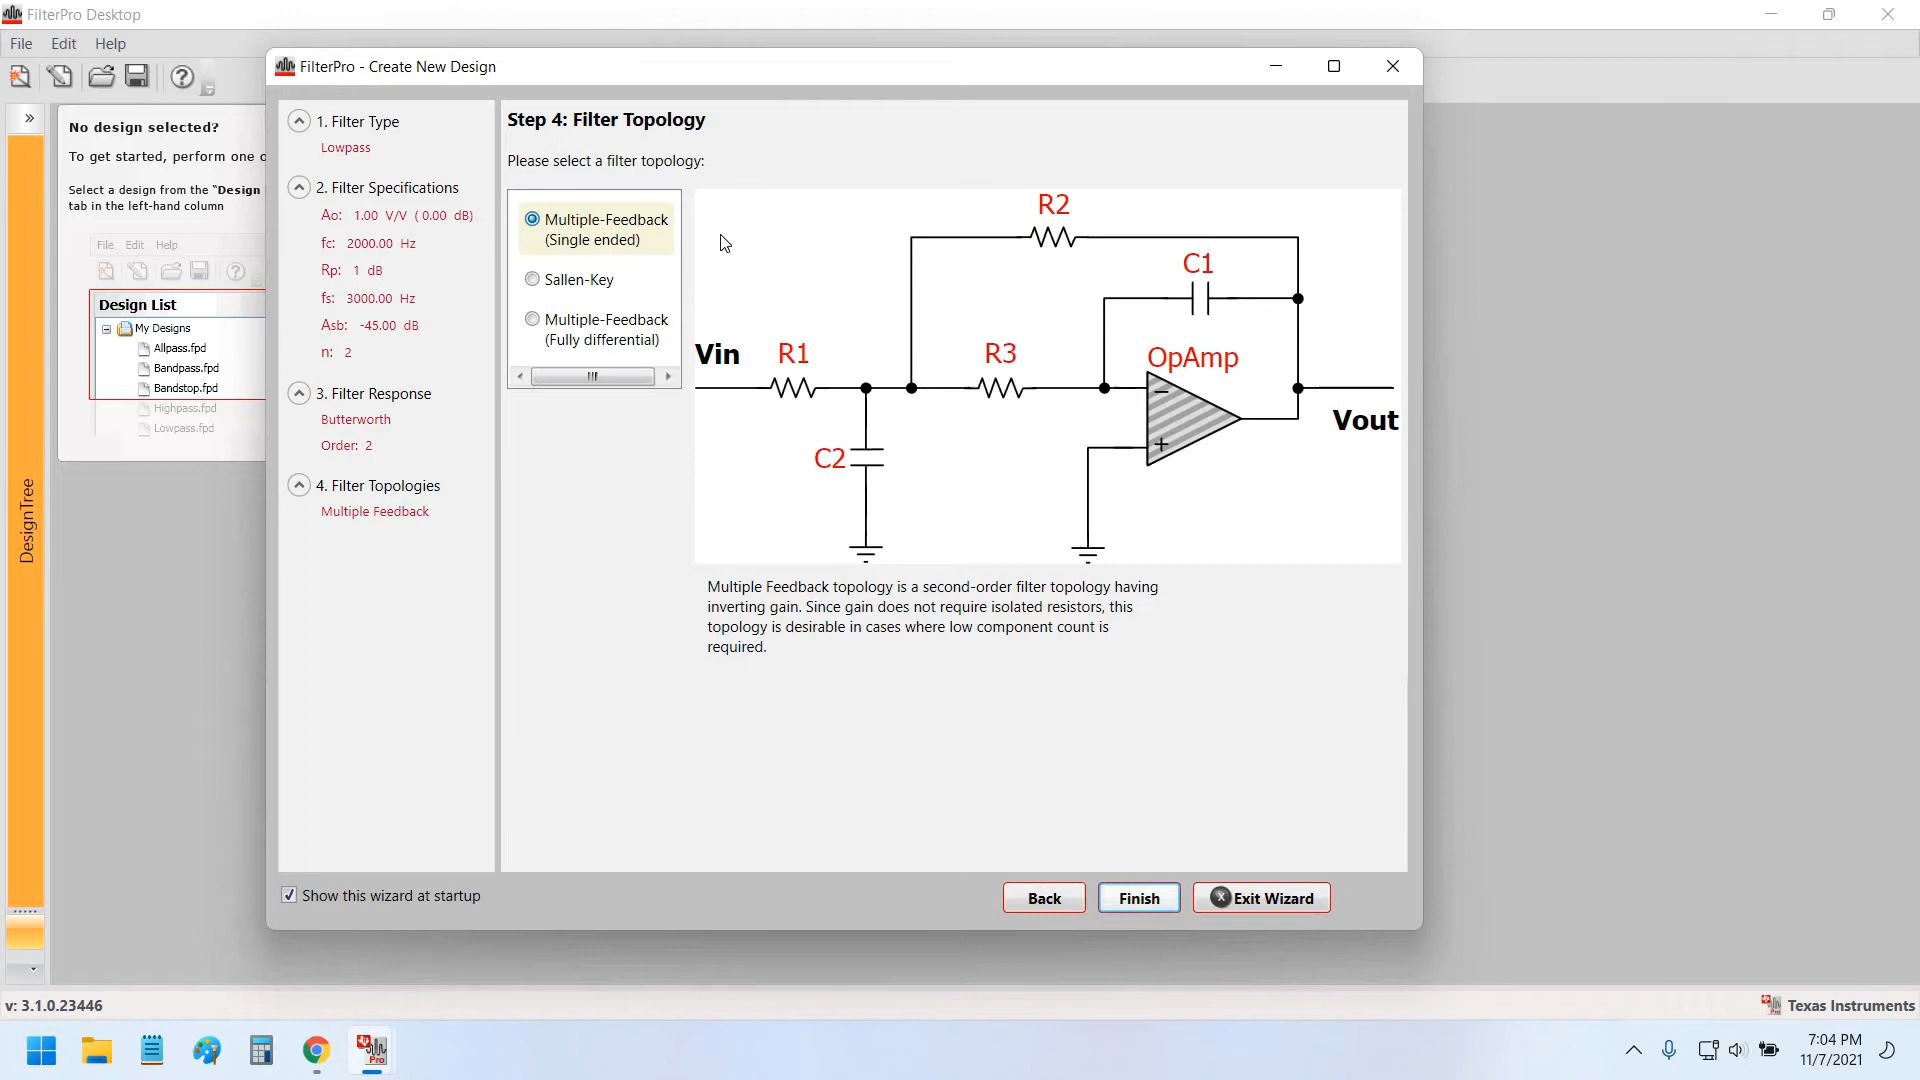 FilterPro Desktop
File Edit Help
No design selected?
To get started, perform one o
Select a design from the "Design
tab in the left-hand column
File Edit Help
Design List
My Designs
Allpass.fpd
Bandpass.fpd
Bandstop.fpd
Highpass.fpd
Lowpass.fpd
DesignTree
FilterPro - Create New Design
1. Filter Type
Lowpass
2. Filter Specifications
Ao: 1.00 V/V ( 0.00 dB)
fc: 2000.00 Hz
Rp: 1 dB
fs: 3000.00 Hz
Asb: -45.00 dB
n: 2
3. Filter Response
Butterworth
Order: 2
4. Filter Topologies
Multiple Feedback
Step 4: Filter Topology
Please select a filter topology:
Multiple-Feedback
(Single ended)
Sallen-Key
Multiple-Feedback
(Fully differential)
R2
C1
Vin R1 R3 OpAmp
Vout
C2
Multiple Feedback topology is a second-order filter topology having
inverting gain. Since gain does not require isolated resistors, this
topology is desirable in cases where low component count is
required.
Show this wizard at startup
Back Finish Exit Wizard
v: 3.1.0.23446
Texas Instruments
Pro
7:04 PM
11/7/2021